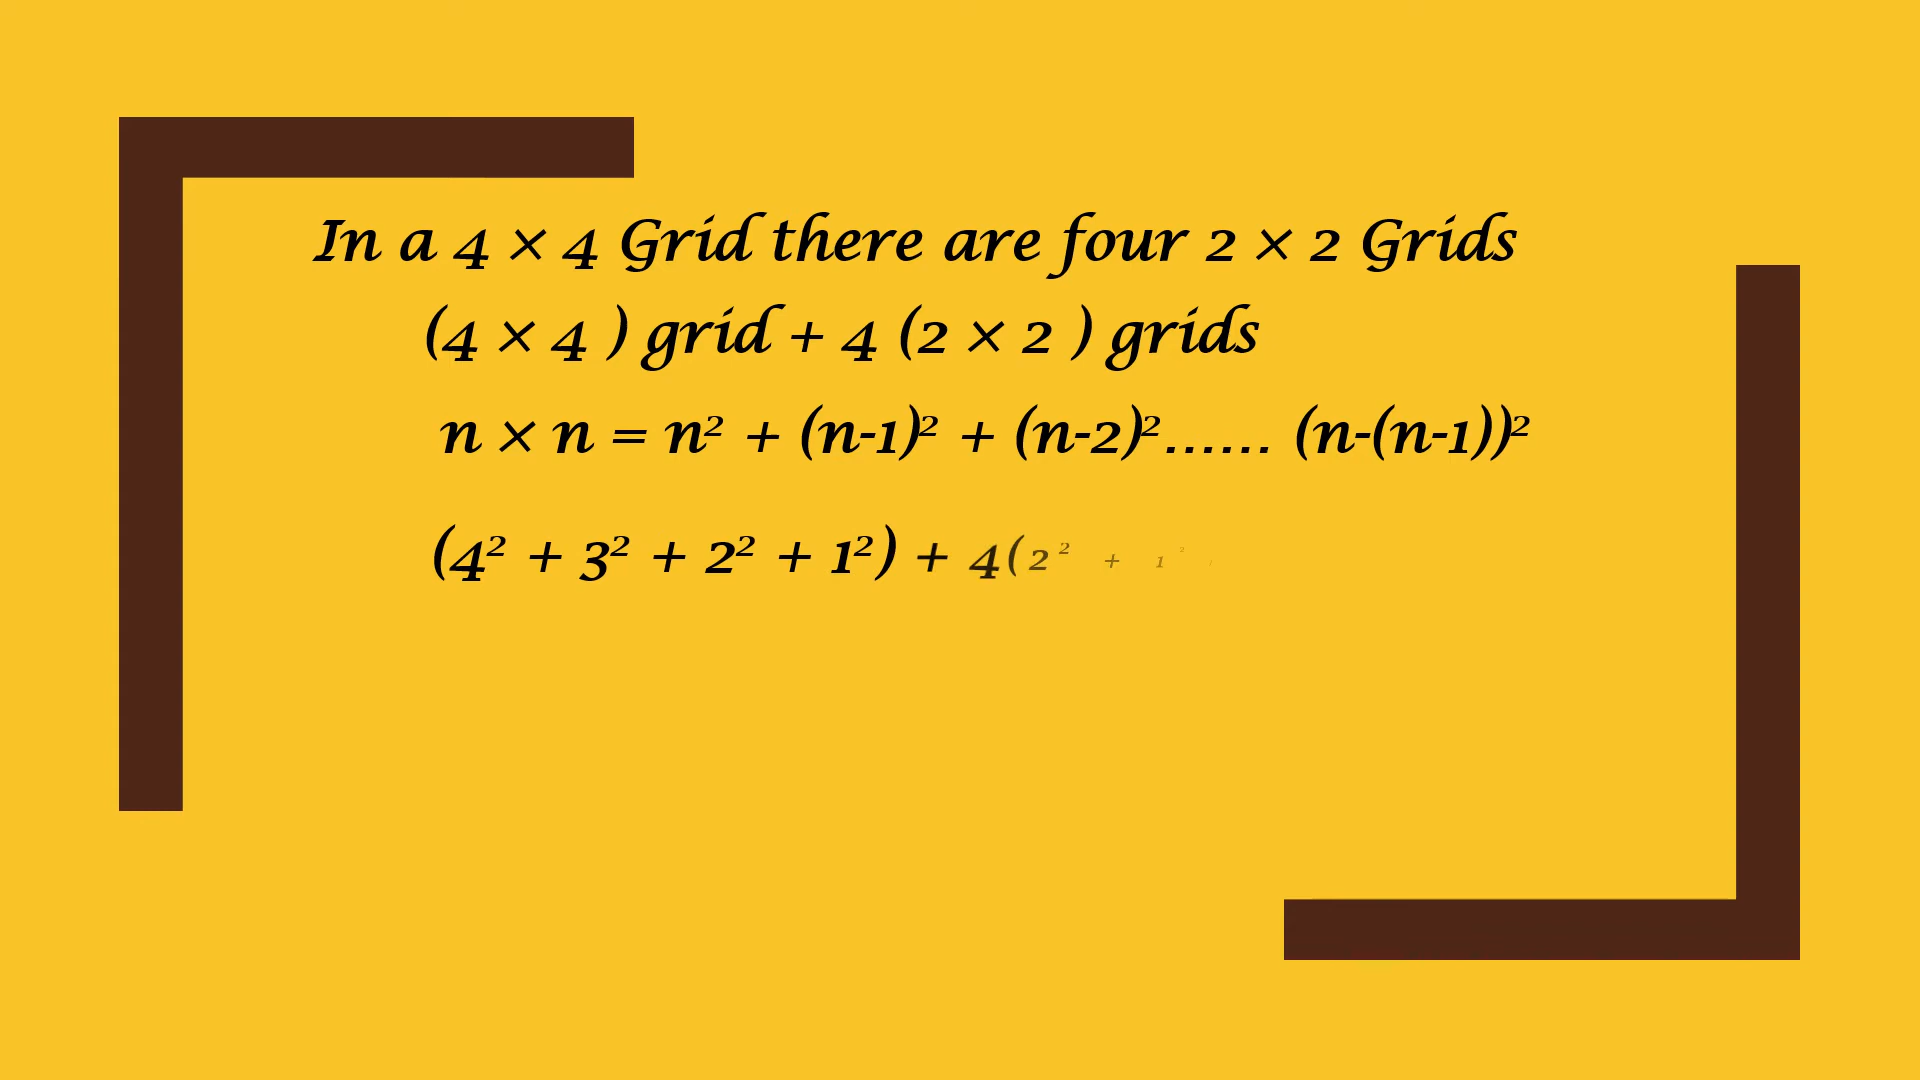 In a 4 × 4 Grid there are four 2 × 2 Grids
(4 × 4 ) grid + 4 (2 × 2 ) grids
n × n = n² + (n-1)² + (n-2)²...... (n-(n-1))²
(4² + 3² + 2² + 1²) + 4(2² + 1²